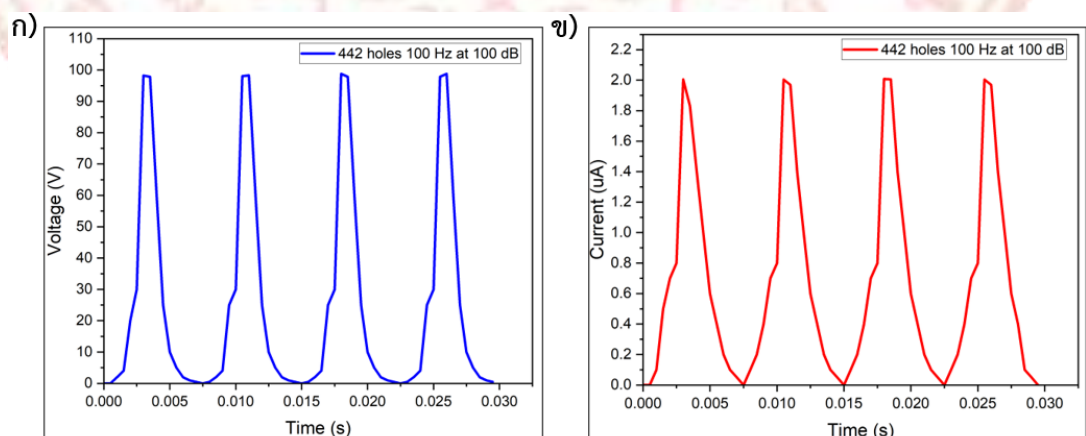 ก)
110
100
90
80
70
60
50
40
30
20
10
0
Voltage (V)
442 holes 100 Hz at 100 dB
0.000 0.005 0.010 0.015 0.020 0.025 0.030
Time (s)
ข)
2.2
2.0
1.8
1.6
1.4
1.2
1.0
0.8
0.6
0.4
0.2
0.0
Current (uA)
442 holes 100 Hz at 100 dB
0.000 0.005 0.010 0.015 0.020 0.025 0.030
Time (s)